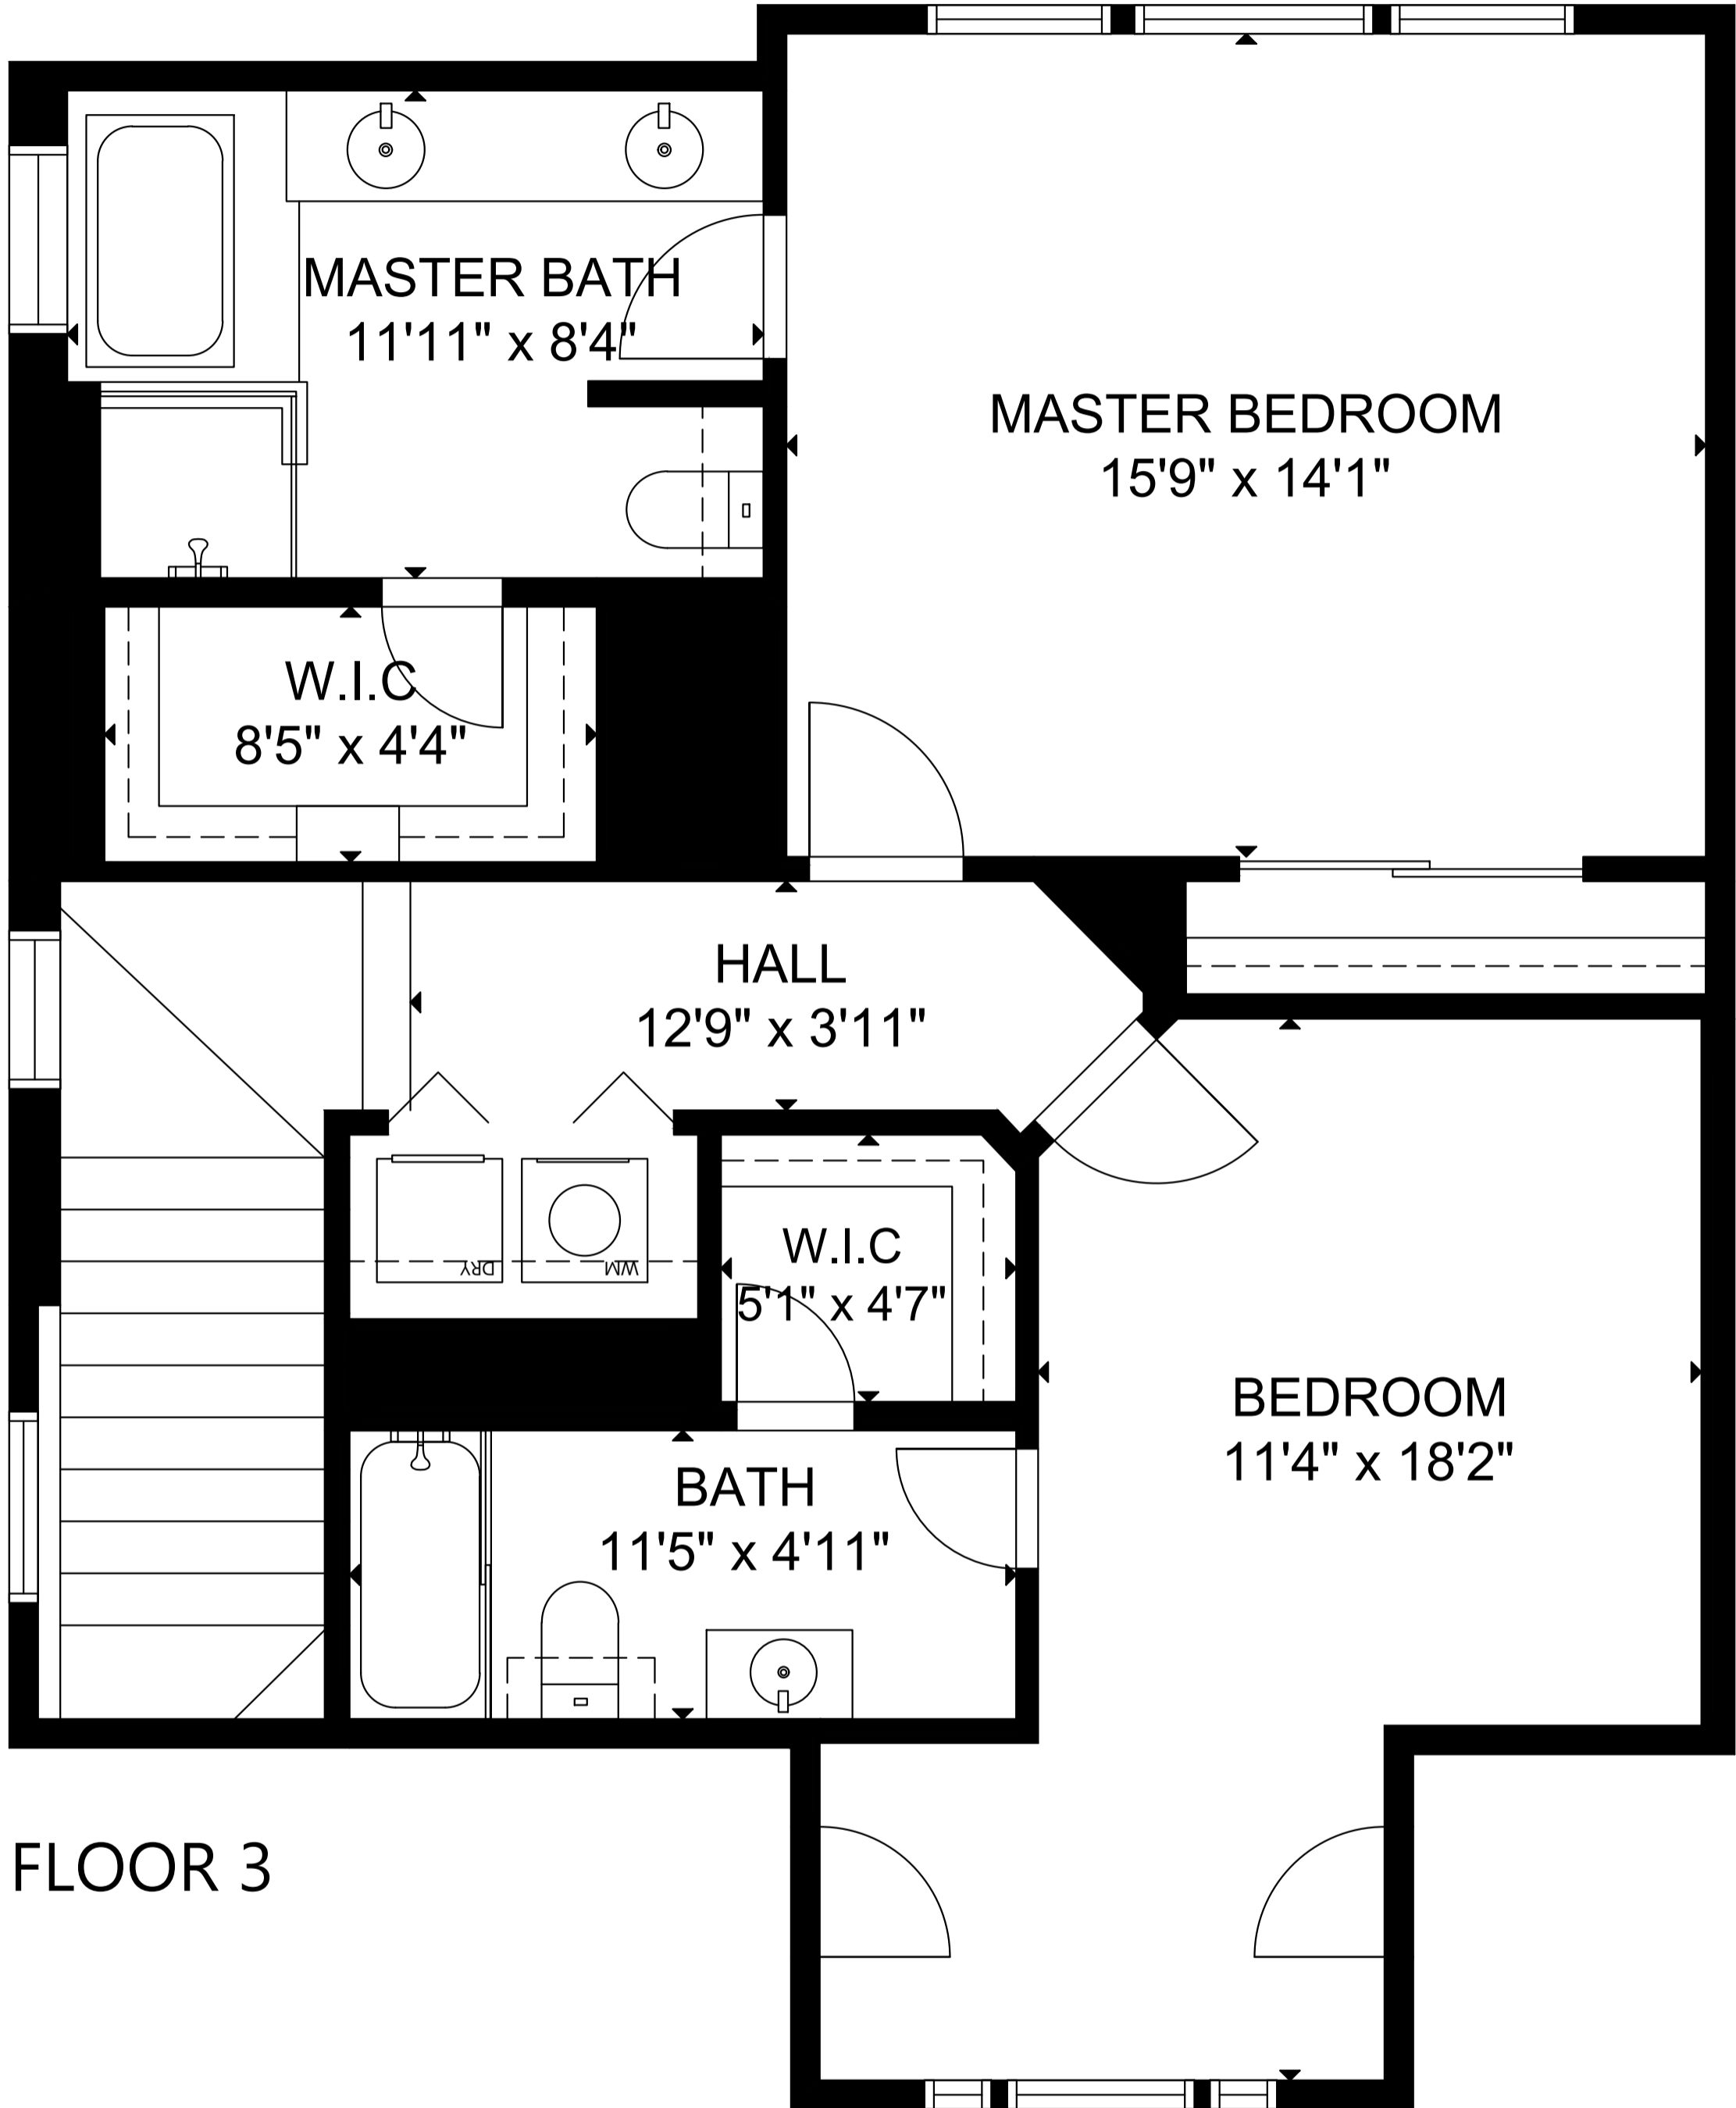 MASTER BATH
11'11" x 8'4"
MASTER BEDROOM
15'9" x 14'1"
W.I.C
8'5" x 4'4"
HALL
12'9" x 3'11"
DRY
WM
W.I.C
5'1" x 4'7"
BEDROOM
11'4" x 18'2"
BATH
11'5" x 4'11"
FLOOR 3